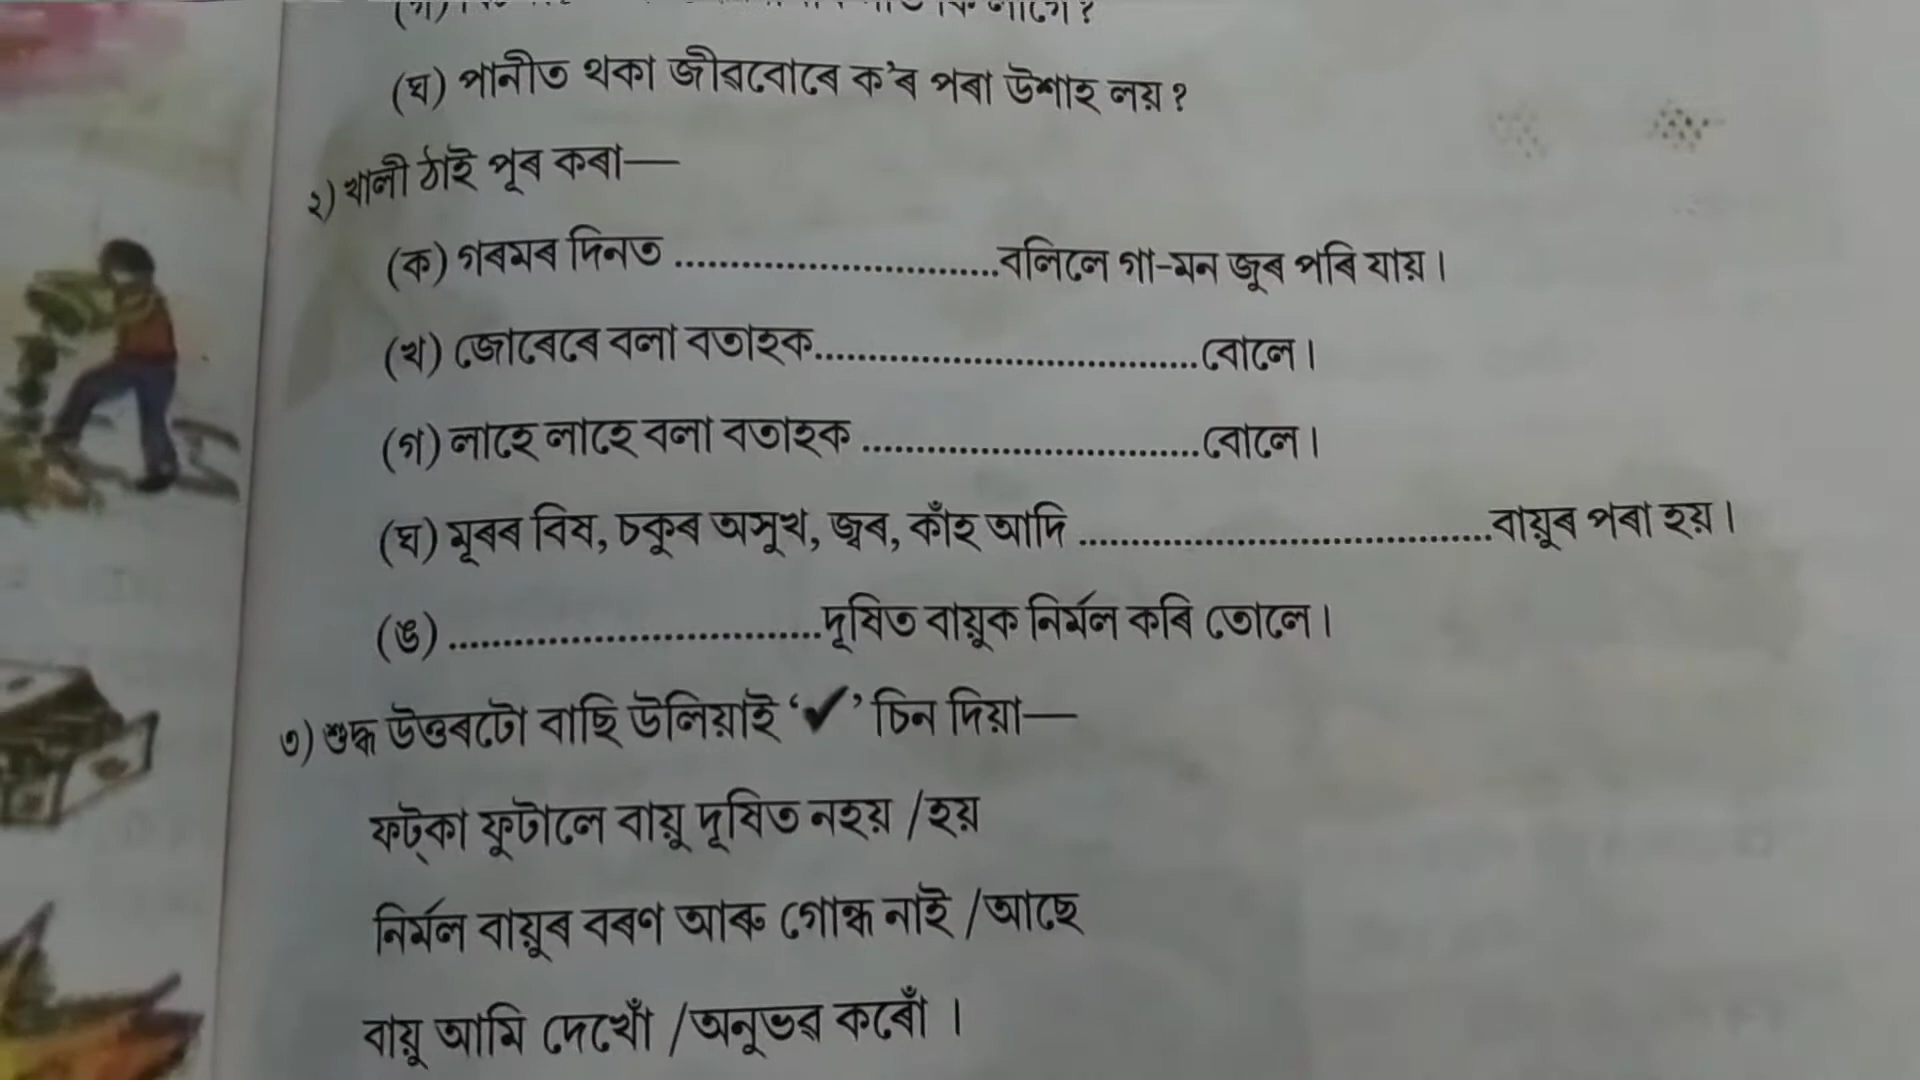 (ঘ) পানীত থকা জীৱবোৰে ক'ৰ পৰা উশাহ লয় ?
২) খালী ঠাই পূৰ কৰা—
(ক) গৰমৰ দিনত ..............................বলিলে গা-মন জুৰ পৰি যায়।
(খ) জোৰেৰে বলা বতাহক....................................বোলে।
(গ) লাহে লাহে বলা বতাহক ................................বোলে।
(ঘ) মূৰৰ বিষ, চকুৰ অসুখ, জ্বৰ, কাঁহ আদি .......................................বায়ুৰ পৰা হয়।
(ঙ) ...................................দূষিত বায়ুক নিৰ্মল কৰি তোলে।
৩) শুদ্ধ উত্তৰটো বাছি উলিয়াই ‘✔’ চিন দিয়া—
ফট্‌কা ফুটালে বায়ু দূষিত নহয় /হয়
নিৰ্মল বায়ুৰ বৰণ আৰু গোন্ধ নাই /আছে
বায়ু আমি দেখোঁ /অনুভৱ কৰোঁ ।